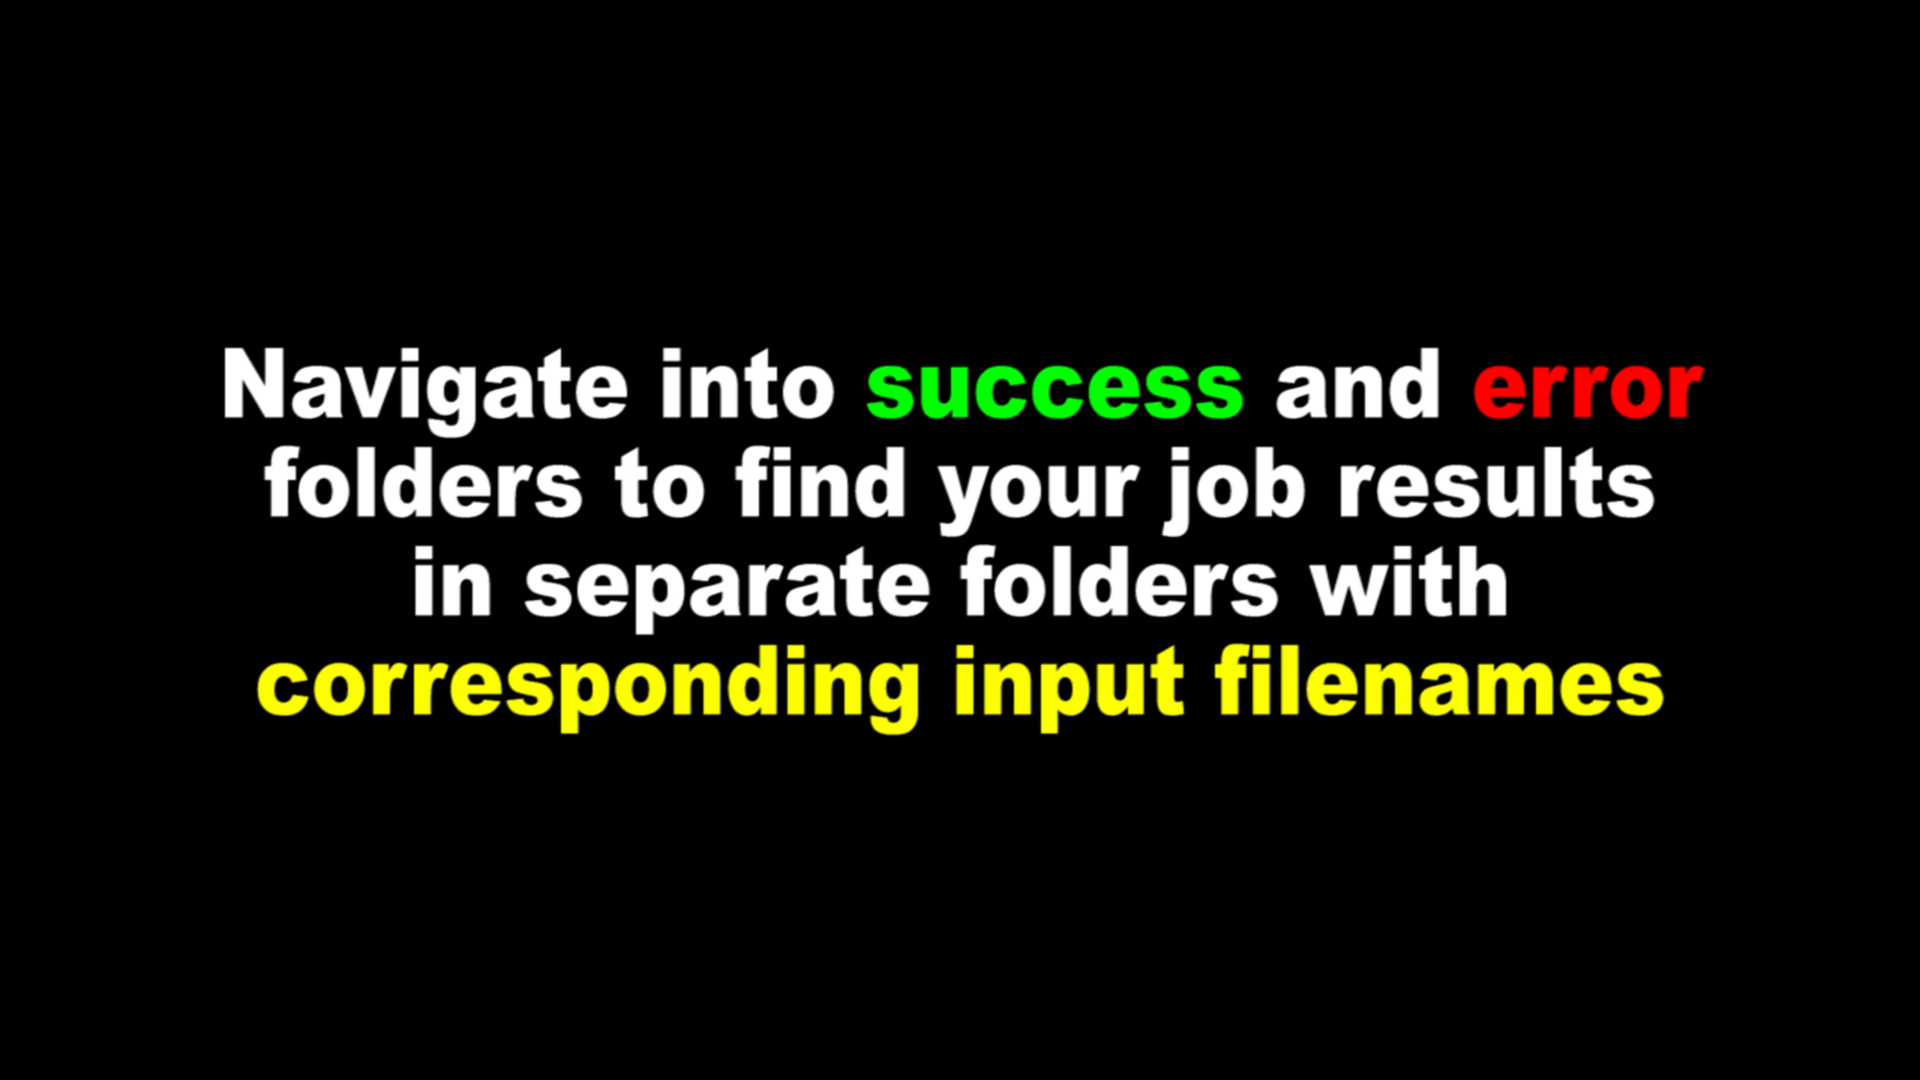 Navigate into success and error
folders to find your job results
in separate folders with
corresponding input filenames